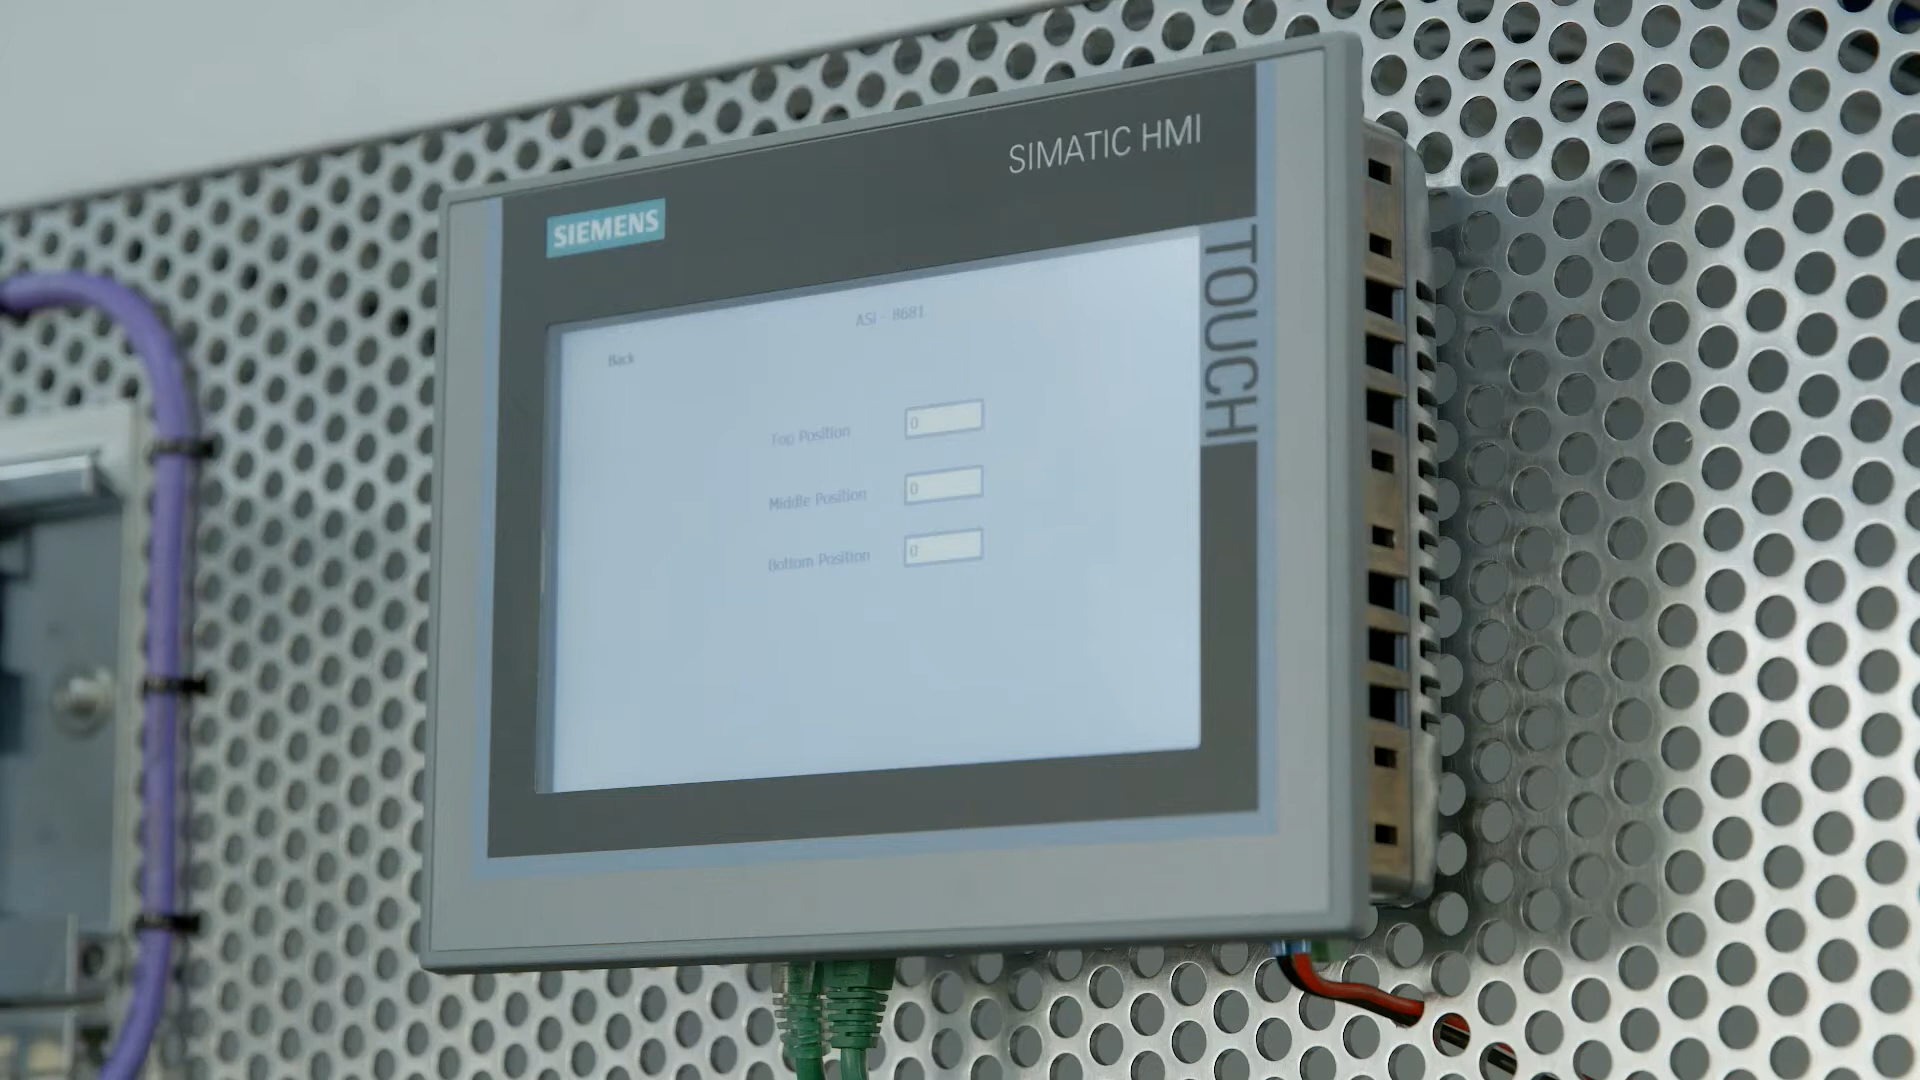 SIEMENS
SIMATIC HMI
TOUCH
ASi - 8681
Back
Top Position
0
Middle Position
0
Bottom Position
0